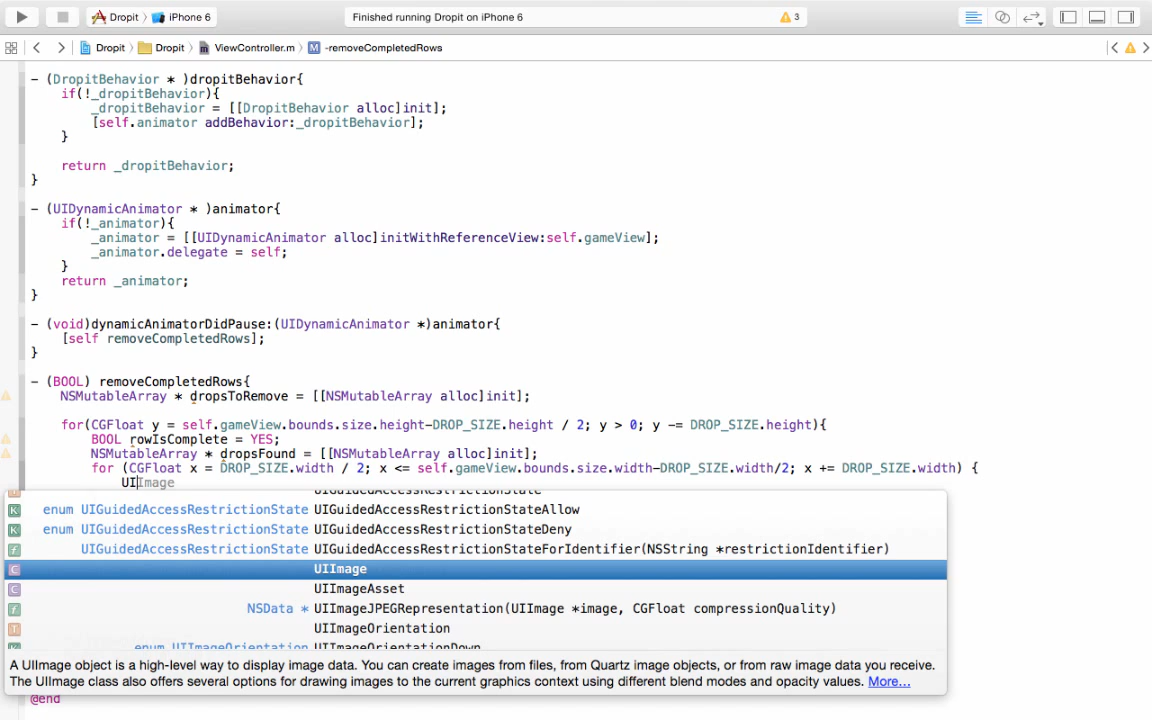 Dropit
iPhone 6
Finished running Dropit on iPhone 6
3
Dropit
Dropit
ViewController.m
M
-removeCompletedRows
- (DropitBehavior * )dropitBehavior{
if(!_dropitBehavior){
_dropitBehavior = [[DropitBehavior alloc]init];
[self.animator addBehavior:_dropitBehavior];
}
return _dropitBehavior;
}
- (UIDynamicAnimator * )animator{
if(!_animator){
_animator = [[UIDynamicAnimator alloc]initWithReferenceView:self.gameView];
_animator.delegate = self;
}
return _animator;
}
- (void)dynamicAnimatorDidPause:(UIDynamicAnimator *)animator{
[self removeCompletedRows];
}
- (BOOL) removeCompletedRows{
NSMutableArray * dropsToRemove = [[NSMutableArray alloc]init];
for(CGFloat y = self.gameView.bounds.size.height-DROP_SIZE.height / 2; y > 0; y -= DROP_SIZE.height){
BOOL rowIsComplete = YES;
NSMutableArray * dropsFound = [[NSMutableArray alloc]init];
for (CGFloat x = DROP_SIZE.width / 2; x <= self.gameView.bounds.size.width-DROP_SIZE.width/2; x += DROP_SIZE.width) {
UIImage
T UIGuidedAccessRestrictionState
K enum UIGuidedAccessRestrictionState UIGuidedAccessRestrictionStateAllow
K enum UIGuidedAccessRestrictionState UIGuidedAccessRestrictionStateDeny
f UIGuidedAccessRestrictionState UIGuidedAccessRestrictionStateForIdentifier(NSString *restrictionIdentifier)
C UIImage
C UIImageAsset
f NSData * UIImageJPEGRepresentation(UIImage *image, CGFloat compressionQuality)
T UIImageOrientation
K enum UIImageOrientation UIImageOrientationDown
A UIImage object is a high-level way to display image data. You can create images from files, from Quartz image objects, or from raw image data you receive.
The UIImage class also offers several options for drawing images to the current graphics context using different blend modes and opacity values. More...
@end